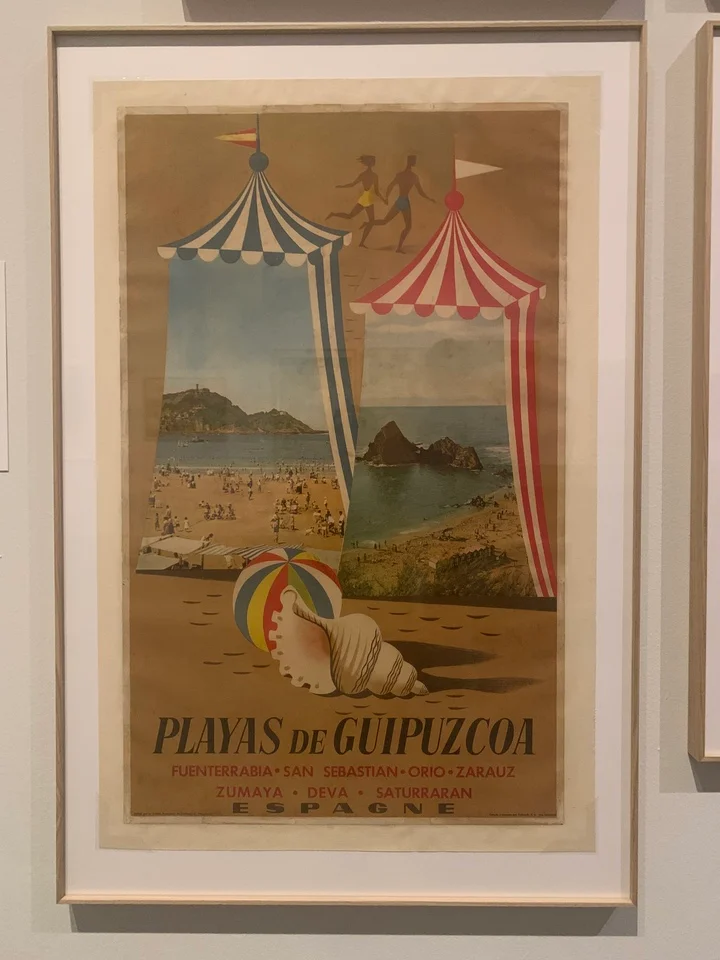 PLAYAS DE GUIPUZCOA
FUENTERRABIA • SAN SEBASTIAN • ORIO • ZARAUZ
ZUMAYA • DEVA • SATURRARAN
ESPAGNE